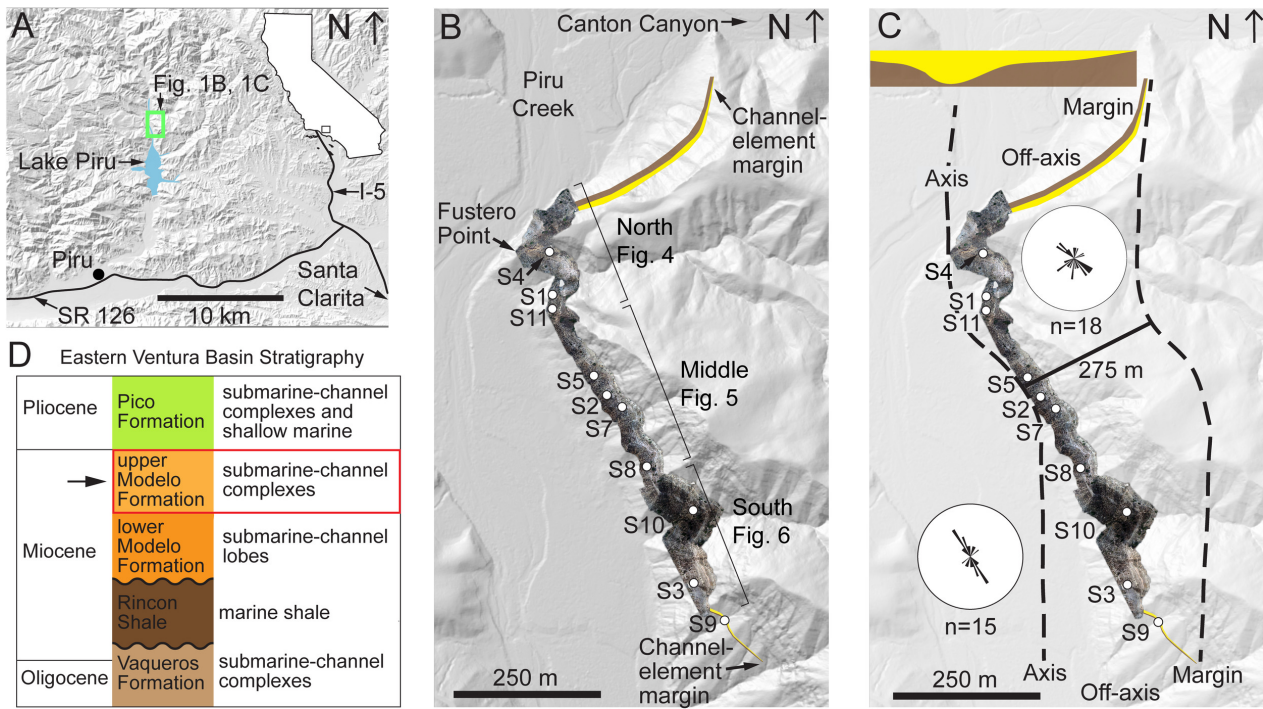 A
N
Fig. 1B, 1C
Lake Piru
I-5
Piru
Santa
Clarita
SR 126
10 km
B
Canton Canyon
N
Piru
Creek
Channel-
element
margin
Fustero
Point
North
Fig. 4
S4
S1
S11
Middle
Fig. 5
S5
S2
S7
S8
South
Fig. 6
S10
S3
S9
Channel-
element
margin
250 m
C
N
Margin
Off-axis
Axis
S4
S1
S11
n=18
275 m
S5
S2
S7
S8
S10
S3
n=15
S9
Axis
Margin
Off-axis
250 m
D
Eastern Ventura Basin Stratigraphy
Pliocene
Pico
Formation
submarine-channel
complexes and
shallow marine
Miocene
upper
Modelo
Formation
submarine-channel
complexes
lower
Modelo
Formation
submarine-channel
lobes
Rincon
Shale
marine shale
Oligocene
Vaqueros
Formation
submarine-channel
complexes